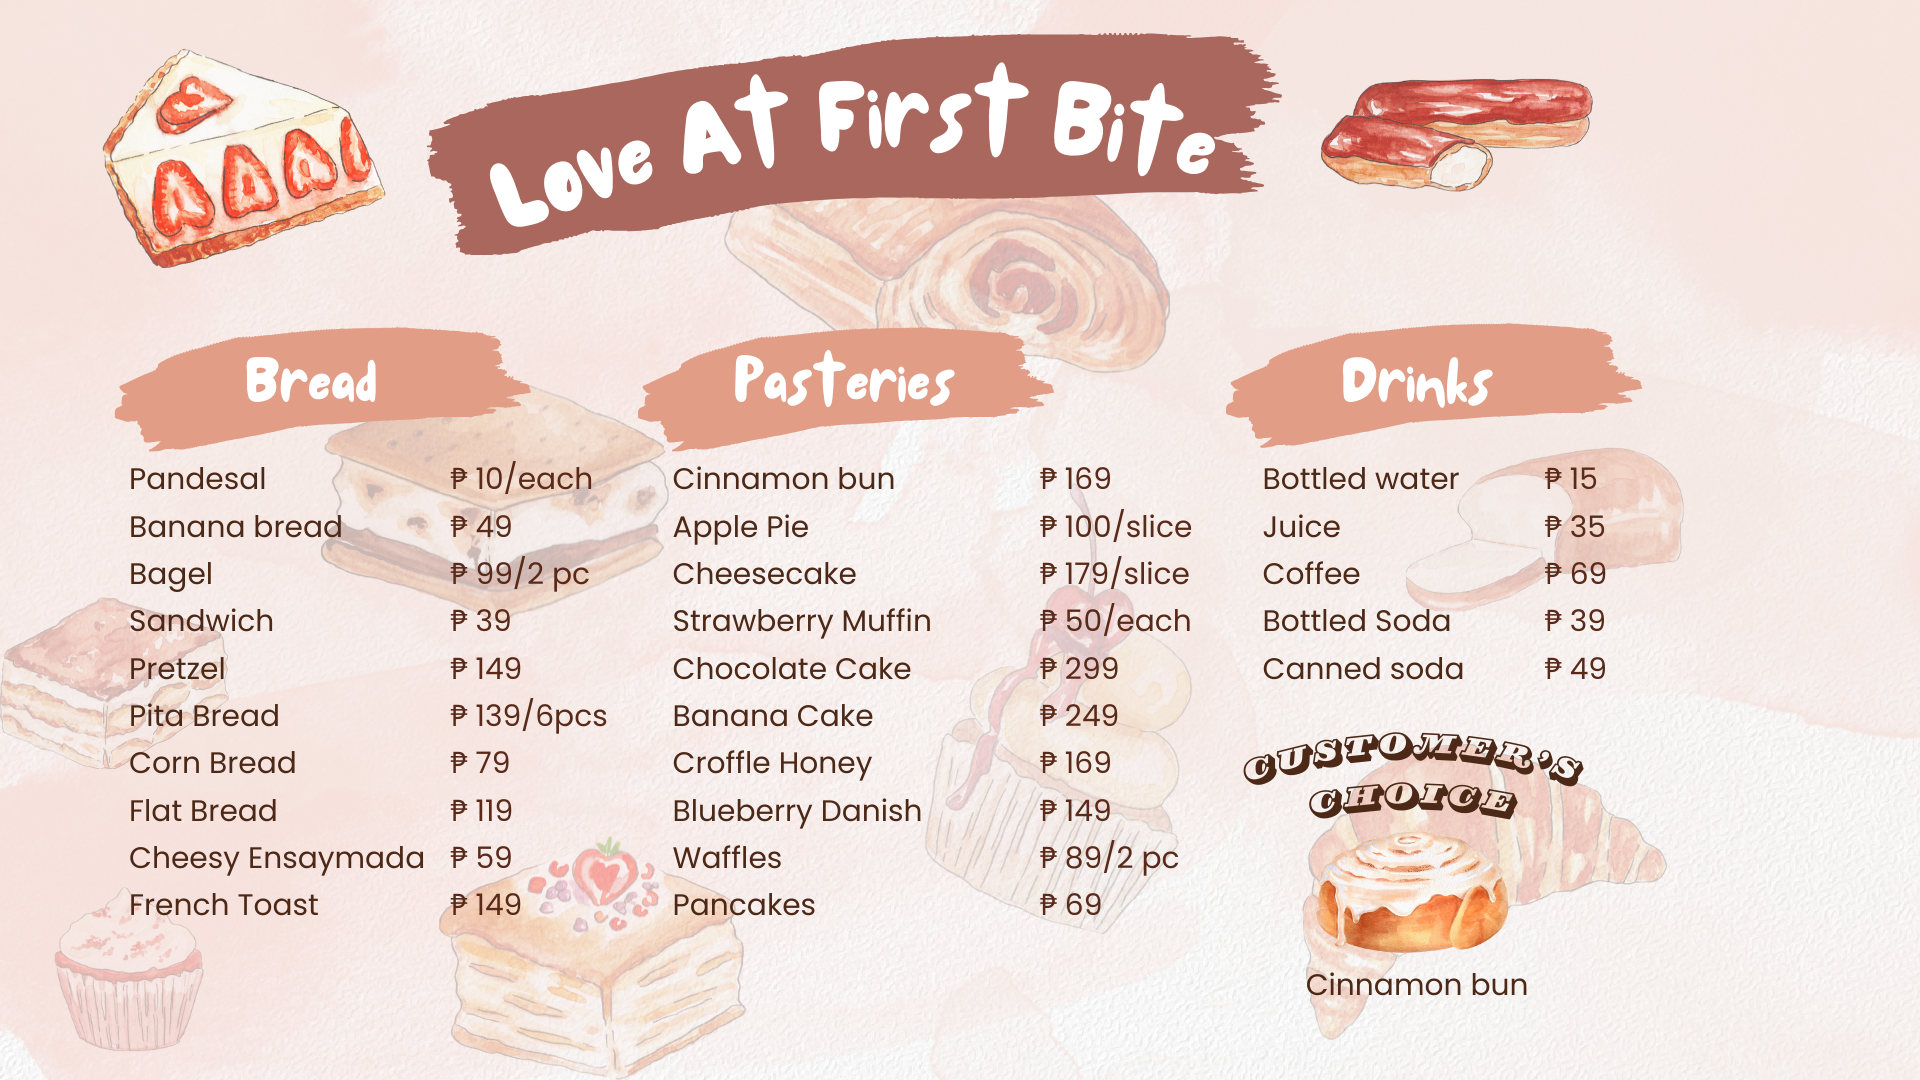 Love At First Bite
Bread
Pandesal ₱ 10/each
Banana bread ₱ 49
Bagel ₱ 99/2 pc
Sandwich ₱ 39
Pretzel ₱ 149
Pita Bread ₱ 139/6pcs
Corn Bread ₱ 79
Flat Bread ₱ 119
Cheesy Ensaymada ₱ 59
French Toast ₱ 149
Pasteries
Cinnamon bun ₱ 169
Apple Pie ₱ 100/slice
Cheesecake ₱ 179/slice
Strawberry Muffin ₱ 50/each
Chocolate Cake ₱ 299
Banana Cake ₱ 249
Croffle Honey ₱ 169
Blueberry Danish ₱ 149
Waffles ₱ 89/2 pc
Pancakes ₱ 69
Drinks
Bottled water ₱ 15
Juice ₱ 35
Coffee ₱ 69
Bottled Soda ₱ 39
Canned soda ₱ 49
CUSTOMER'S
CHOICE
Cinnamon bun